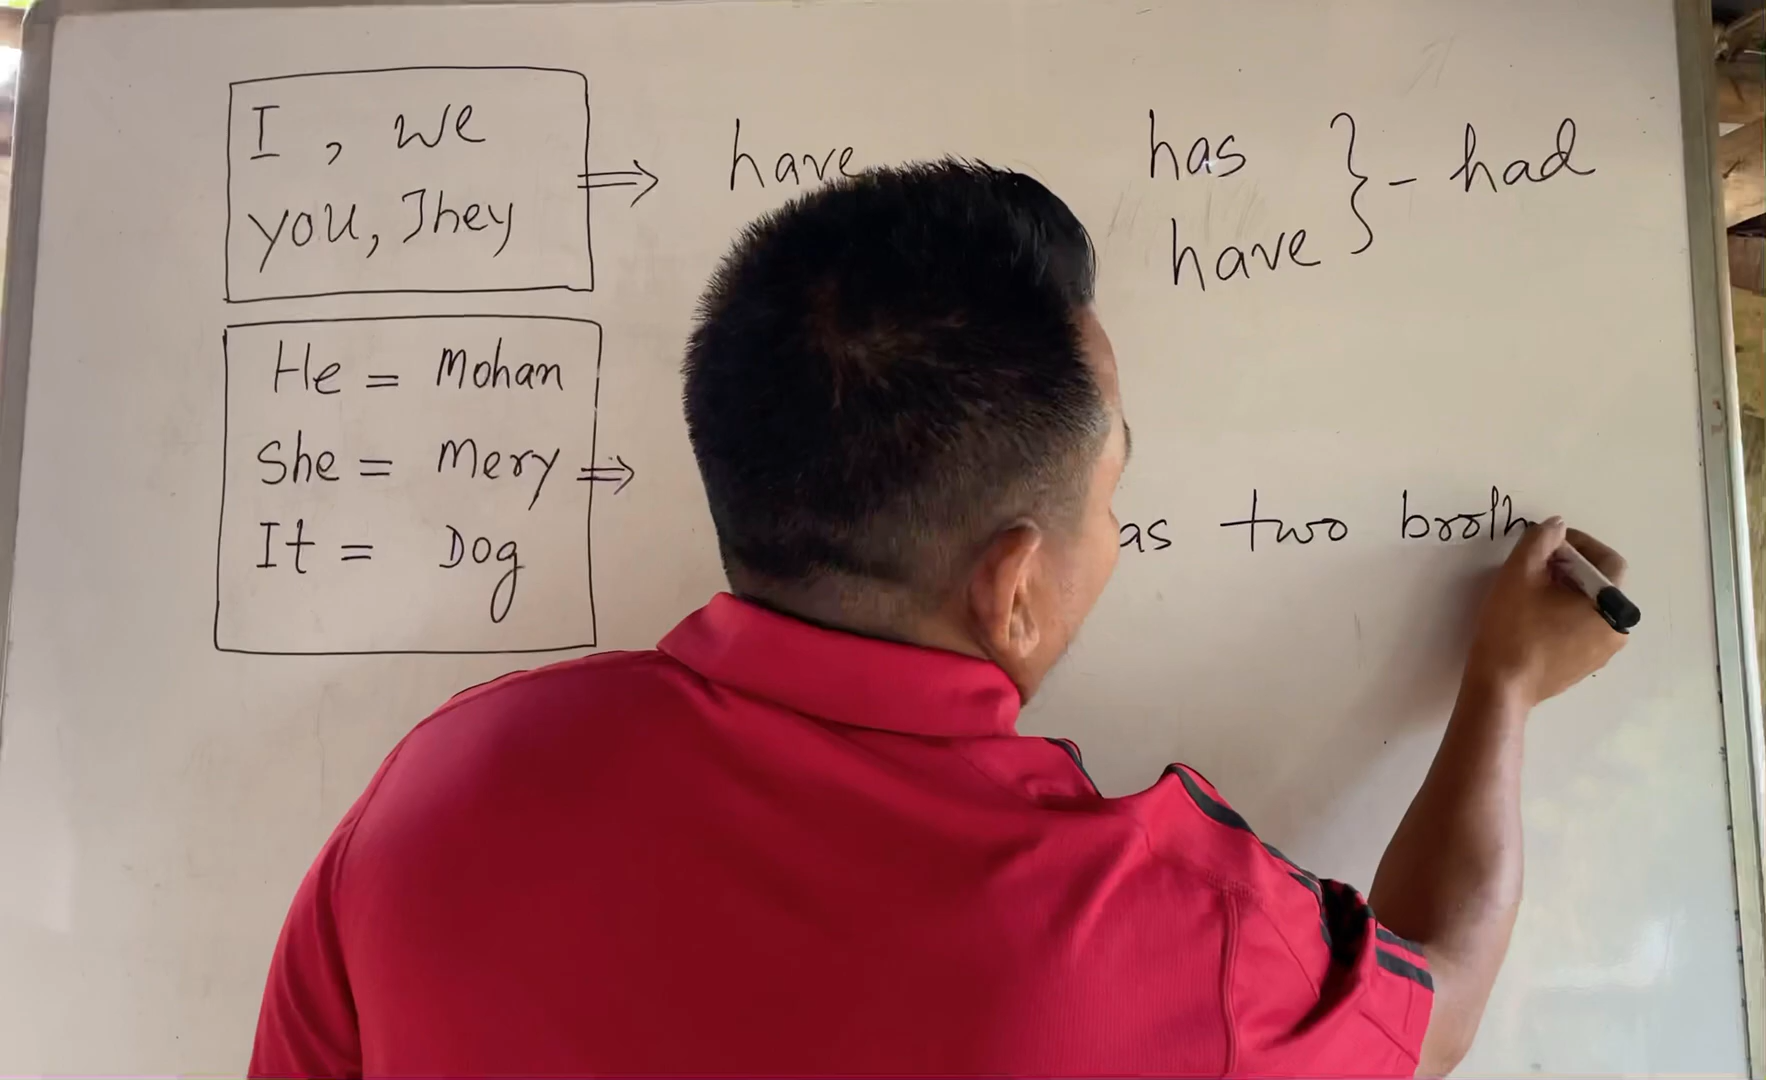 I, We
you, They
⇒ have
He = Mohan
She = Mery ⇒
It = Dog
has
have
} - had
as two broth